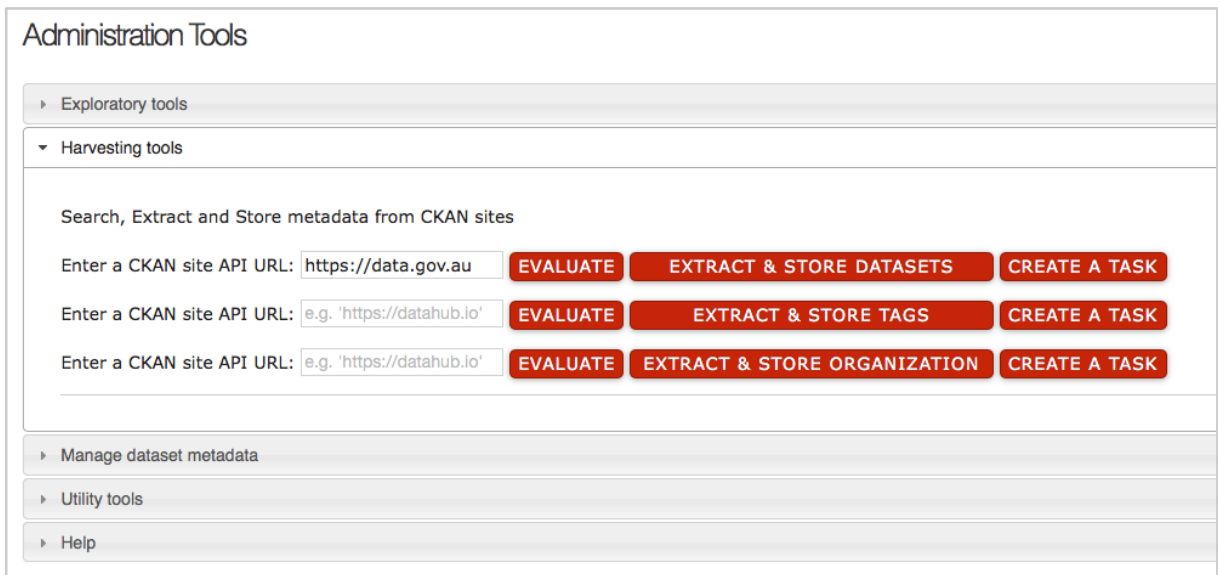 Administration Tools
Exploratory tools
Harvesting tools
Search, Extract and Store metadata from CKAN sites
Enter a CKAN site API URL: https://data.gov.au EVALUATE EXTRACT & STORE DATASETS CREATE A TASK
Enter a CKAN site API URL: e.g. 'https://datahub.io' EVALUATE EXTRACT & STORE TAGS CREATE A TASK
Enter a CKAN site API URL: e.g. 'https://datahub.io' EVALUATE EXTRACT & STORE ORGANIZATION CREATE A TASK
Manage dataset metadata
Utility tools
Help